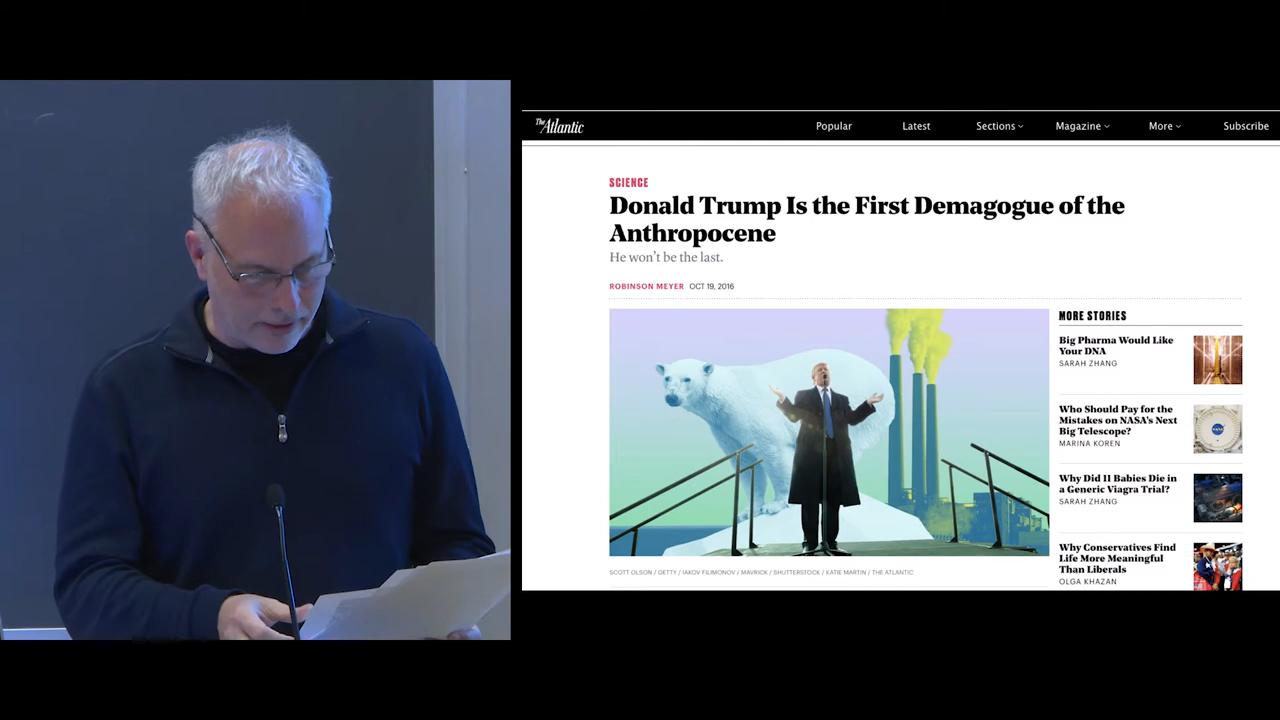 The Atlantic
Popular
Latest
Sections
Magazine
More
Subscribe
SCIENCE
Donald Trump Is the First Demagogue of the
Anthropocene
He won't be the last.
ROBINSON MEYER OCT 19, 2016
SCOTT OLSON / GETTY / IAKOV FILIMONOV / MAVRICK / SHUTTERSTOCK / KATIE MARTIN / THE ATLANTIC
MORE STORIES
Big Pharma Would Like
Your DNA
SARAH ZHANG
Who Should Pay for the
Mistakes on NASA's Next
Big Telescope?
MARINA KOREN
NASA
Why Did 11 Babies Die in
a Generic Viagra Trial?
SARAH ZHANG
Why Conservatives Find
Life More Meaningful
Than Liberals
OLGA KHAZAN